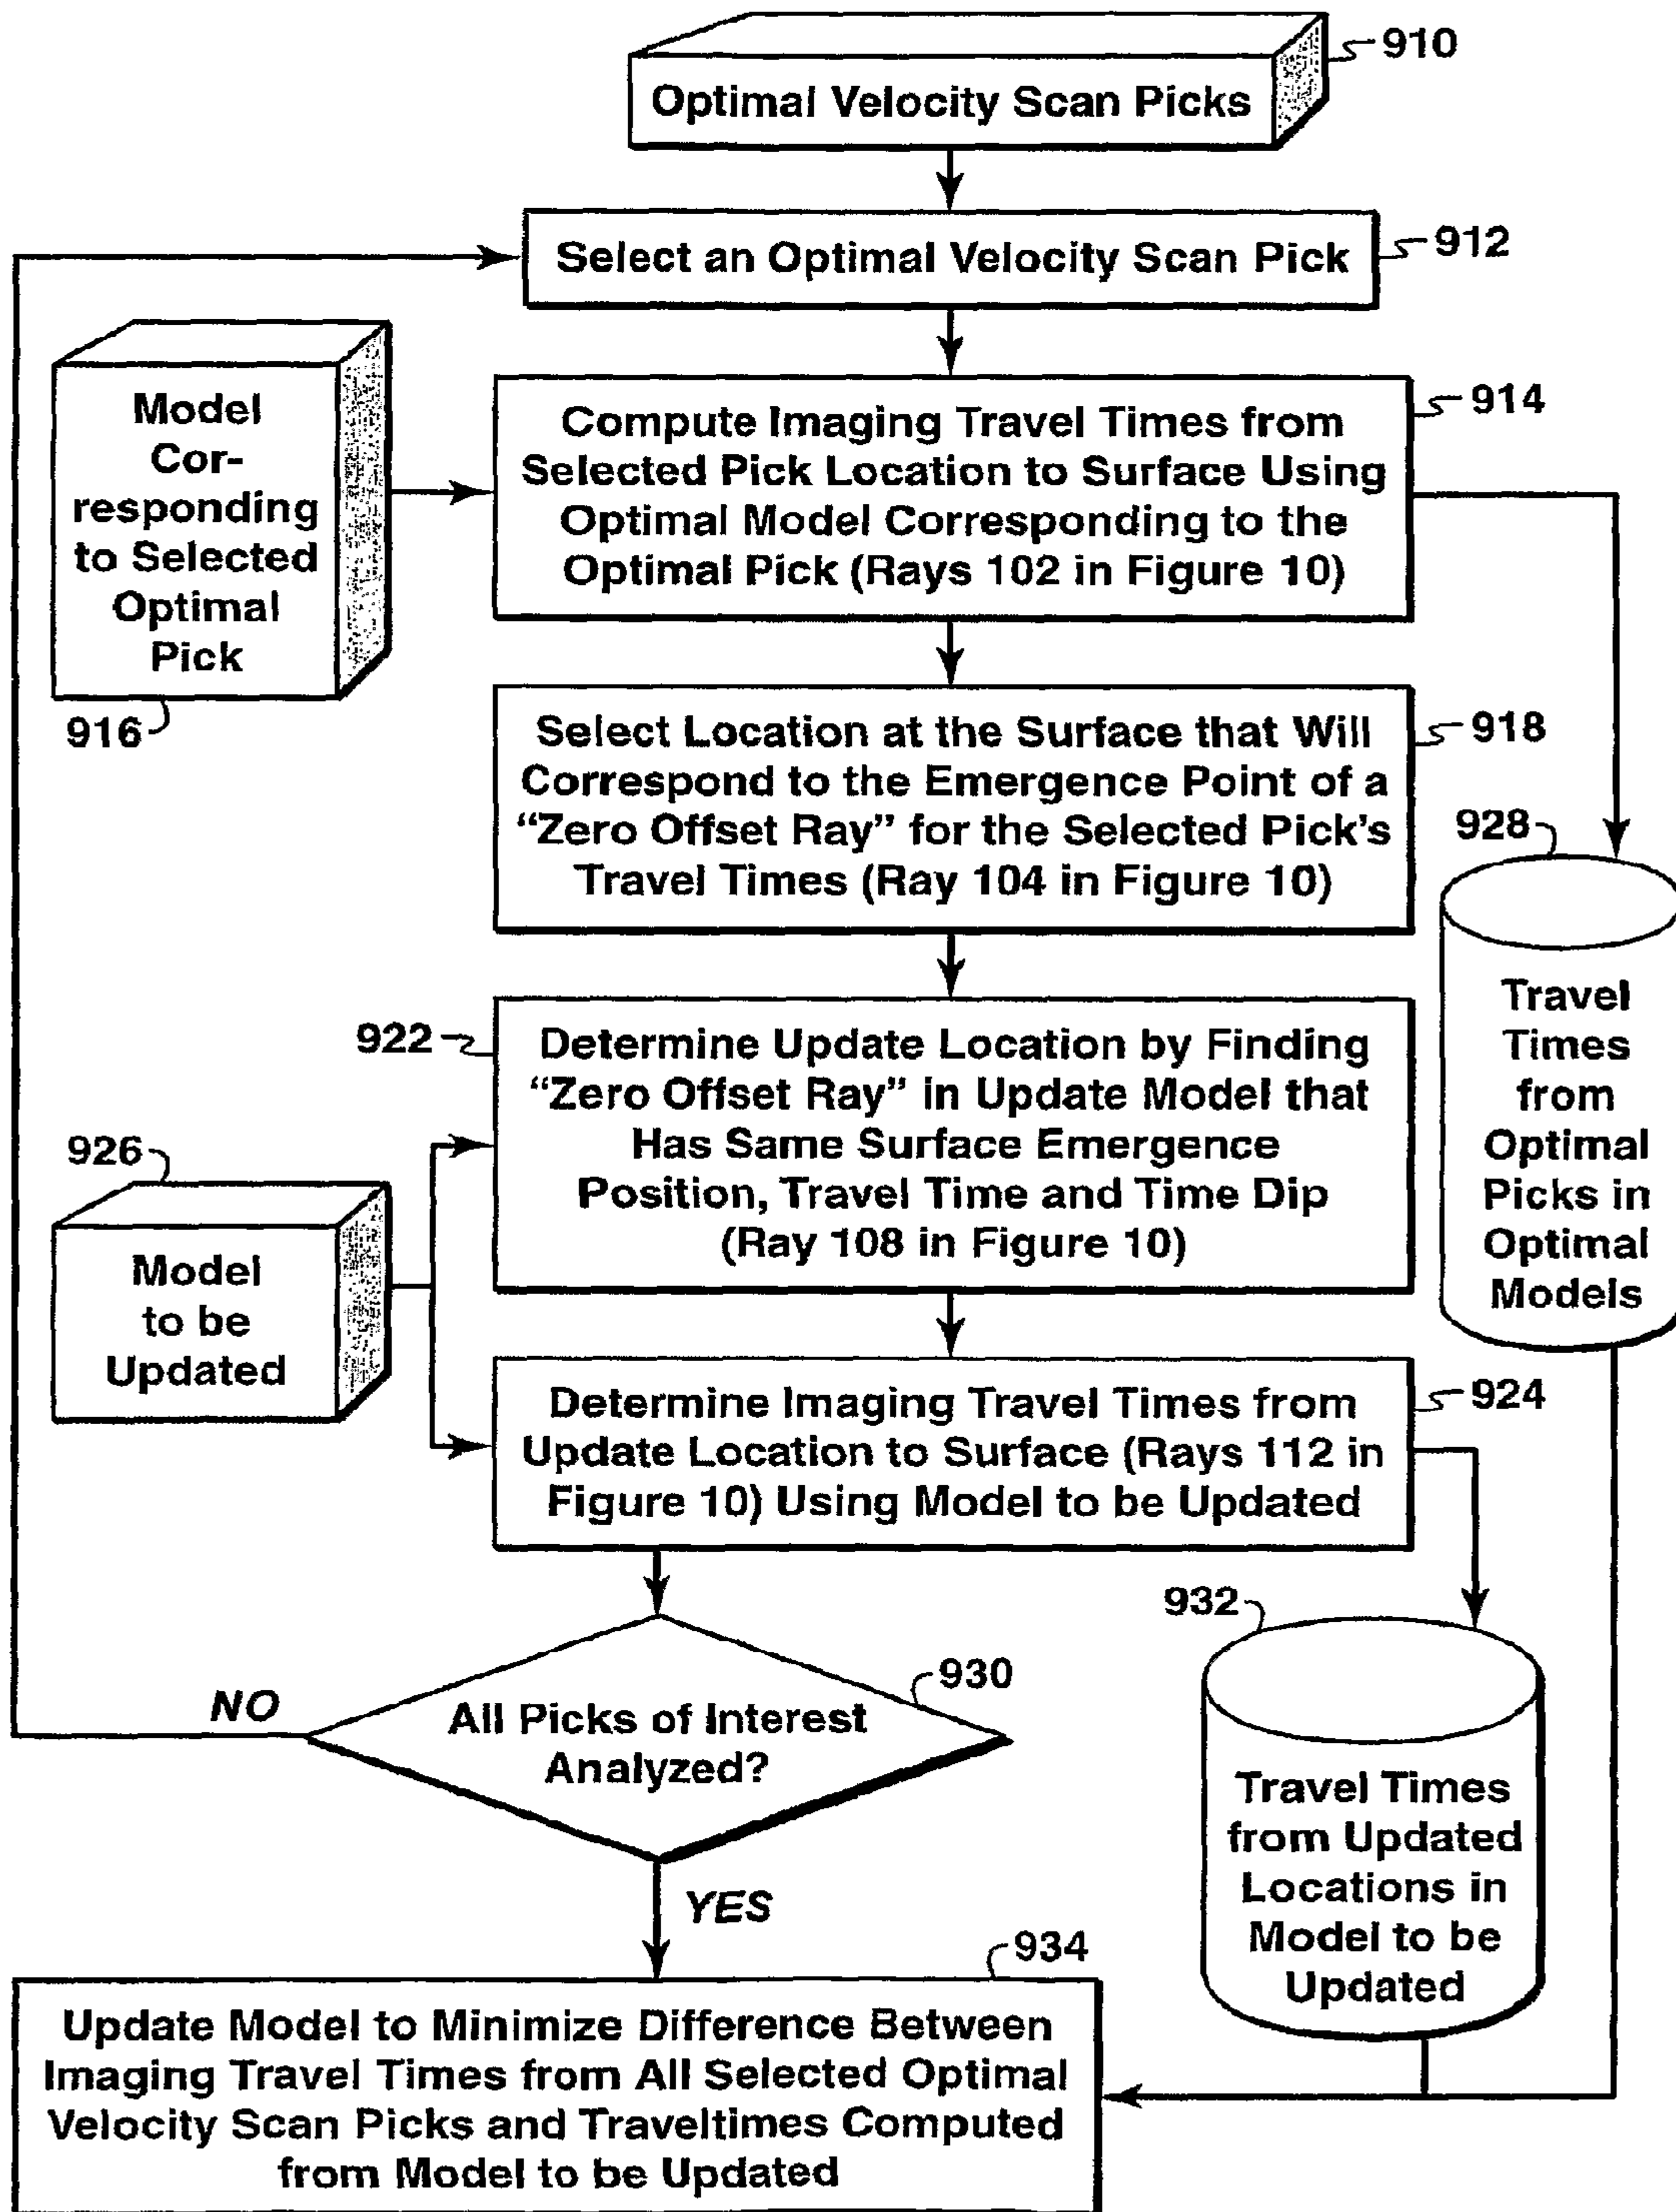 910
Optimal Velocity Scan Picks
Select an Optimal Velocity Scan Pick
912
Model
Cor-
responding
to Selected
Optimal
Pick
916
Compute Imaging Travel Times from
Selected Pick Location to Surface Using
Optimal Model Corresponding to the
Optimal Pick (Rays 102 in Figure 10)
914
Select Location at the Surface that Will
Correspond to the Emergence Point of a
“Zero Offset Ray” for the Selected Pick's
Travel Times (Ray 104 in Figure 10)
918
928
Travel
Times
from
Optimal
Picks in
Optimal
Models
922
Determine Update Location by Finding
“Zero Offset Ray” in Update Model that
Has Same Surface Emergence
Position, Travel Time and Time Dip
(Ray 108 in Figure 10)
926
Model
to be
Updated
Determine Imaging Travel Times from
Update Location to Surface (Rays 112 in
Figure 10) Using Model to be Updated
924
932
Travel Times
from Updated
Locations in
Model to be
Updated
930
All Picks of Interest
Analyzed?
NO
YES
934
Update Model to Minimize Difference Between
Imaging Travel Times from All Selected Optimal
Velocity Scan Picks and Traveltimes Computed
from Model to be Updated